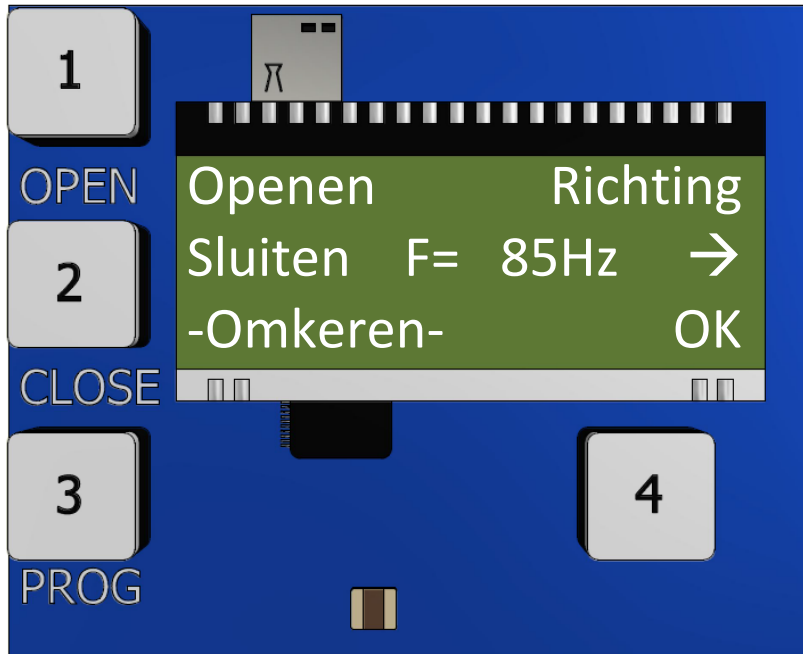 1
OPEN
Openen Richting
2
Sluiten F= 85Hz →
-Omkeren- OK
CLOSE
3
4
PROG